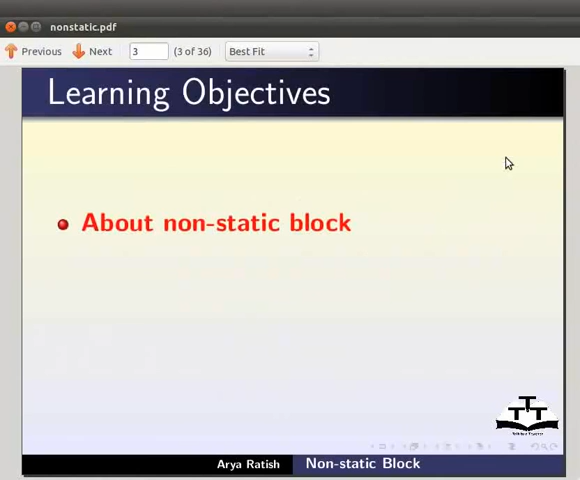 nonstatic.pdf
Previous Next 3 (3 of 36) Best Fit
Learning Objectives
About non-static block
Arya Ratish Non-static Block